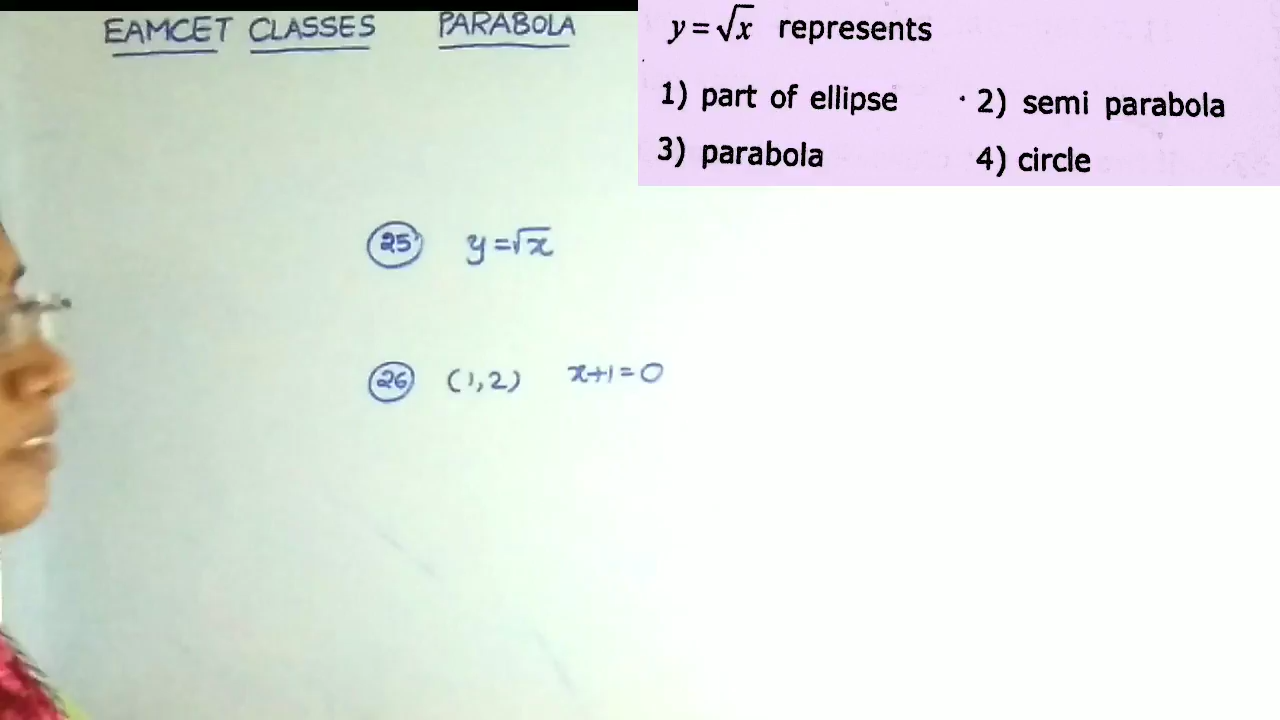 EAMCET CLASSES PARABOLA
y=√x represents
1) part of ellipse 2) semi parabola
3) parabola 4) circle
25 y=√x
26 (1,2) x+1=0